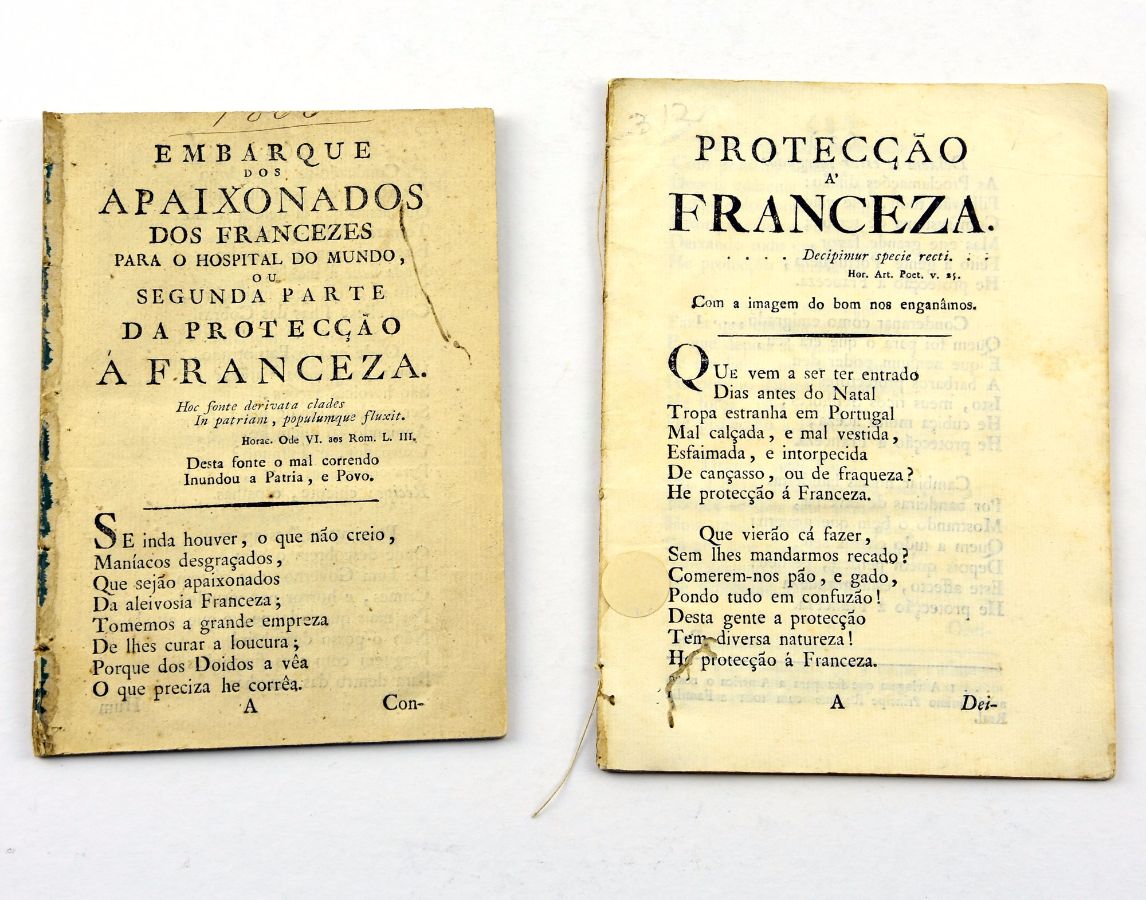 EMBARQUE
DOS
APAIXONADOS
DOS FRANCEZES
PARA O HOSPITAL DO MUNDO,
OU
SEGUNDA PARTE
DA PROTECÇÃO
Á FRANCEZA.
Hoc fonte derivata clades
In patriam, populumque fluxit.
Horac. Ode VI. aos Rom. L. III.
Desta fonte o mal correndo
Inundou a Patria, e Povo.
SE inda houver, o que não creio,
Maníacos desgraçados,
Que sejão apaixonados
Da aleivosia Franceza;
Tomemos a grande empreza
De lhes curar a loucura;
Porque dos Doidos a vêa
O que preciza he corrêa.
A
Con-
312
PROTECÇÃO
A'
FRANCEZA.
. . . . Decipimur specie recti. . .
Hor. Art. Poet. v. 25.
Com a imagem do bom nos enganâmos.
QUE vem a ser ter entrado
Dias antes do Natal
Tropa estranha em Portugal
Mal calçada, e mal vestida,
Esfaimada, e intorpecida
De cançasso, ou de fraqueza?
He protecção á Franceza.
Que vierão cá fazer,
Sem lhes mandarmos recado?
Comerem-nos pão, e gado,
Pondo tudo em confuzão!
Desta gente a protecção
Tem diversa natureza!
He protecção á Franceza.
A
Dei-